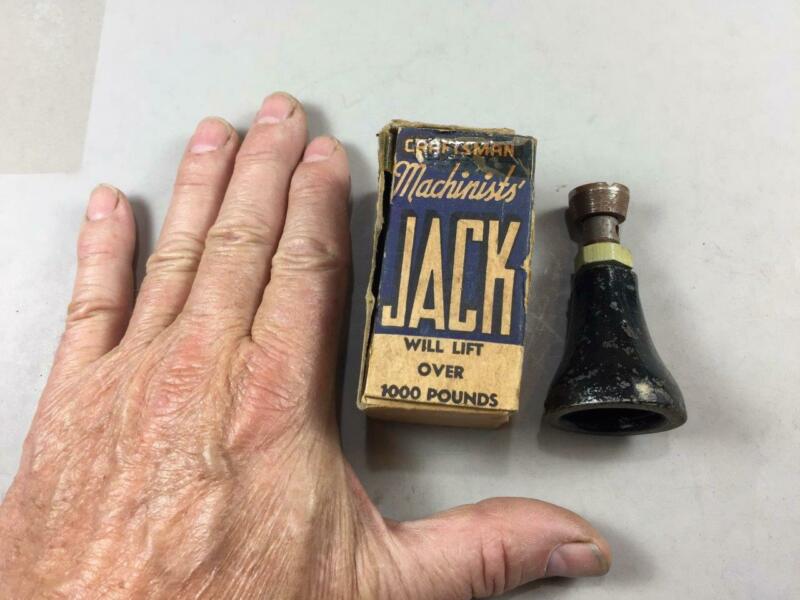 CRAFTSMAN
Machinists'
JACK
WILL LIFT
OVER
1000 POUNDS